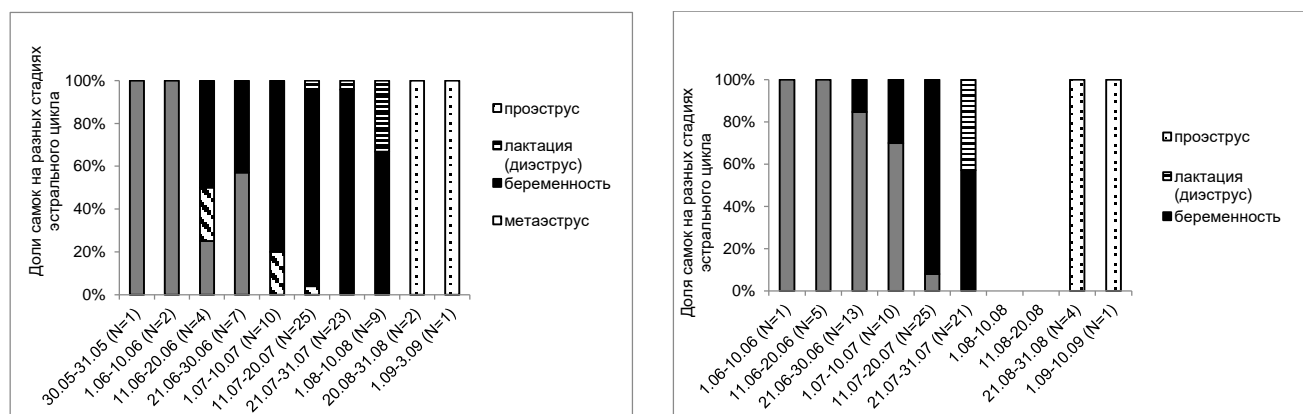 Доли самок на разных стадиях
эстрального цикла
100%
80%
60%
40%
20%
0%
30.05-31.05 (N=1)
1.06-10.06 (N=2)
11.06-20.06 (N=4)
21.06-30.06 (N=7)
1.07-10.07 (N=10)
11.07-20.07 (N=25)
21.07-31.07 (N=23)
1.08-10.08 (N=9)
20.08-31.08 (N=2)
1.09-3.09 (N=1)
проэструс
лактация
(диэструс)
беременность
метаэструс
Доля самок на разных стадиях
эстрального цикла
100%
80%
60%
40%
20%
0%
1.06-10.06 (N=1)
11.06-20.06 (N=5)
21.06-30.06 (N=13)
1.07-10.07 (N=10)
11.07-20.07 (N=25)
21.07-31.07 (N=21)
1.08-10.08
11.08-20.08
21.08-31.08 (N=4)
1.09-10.09 (N=1)
проэструс
лактация
(диэструс)
беременность